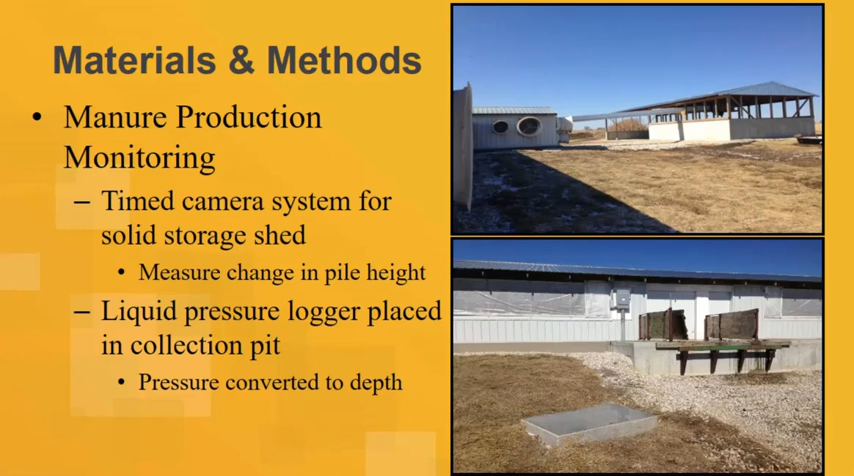 Materials & Methods
• Manure Production
Monitoring
– Timed camera system for
solid storage shed
• Measure change in pile height
– Liquid pressure logger placed
in collection pit
• Pressure converted to depth